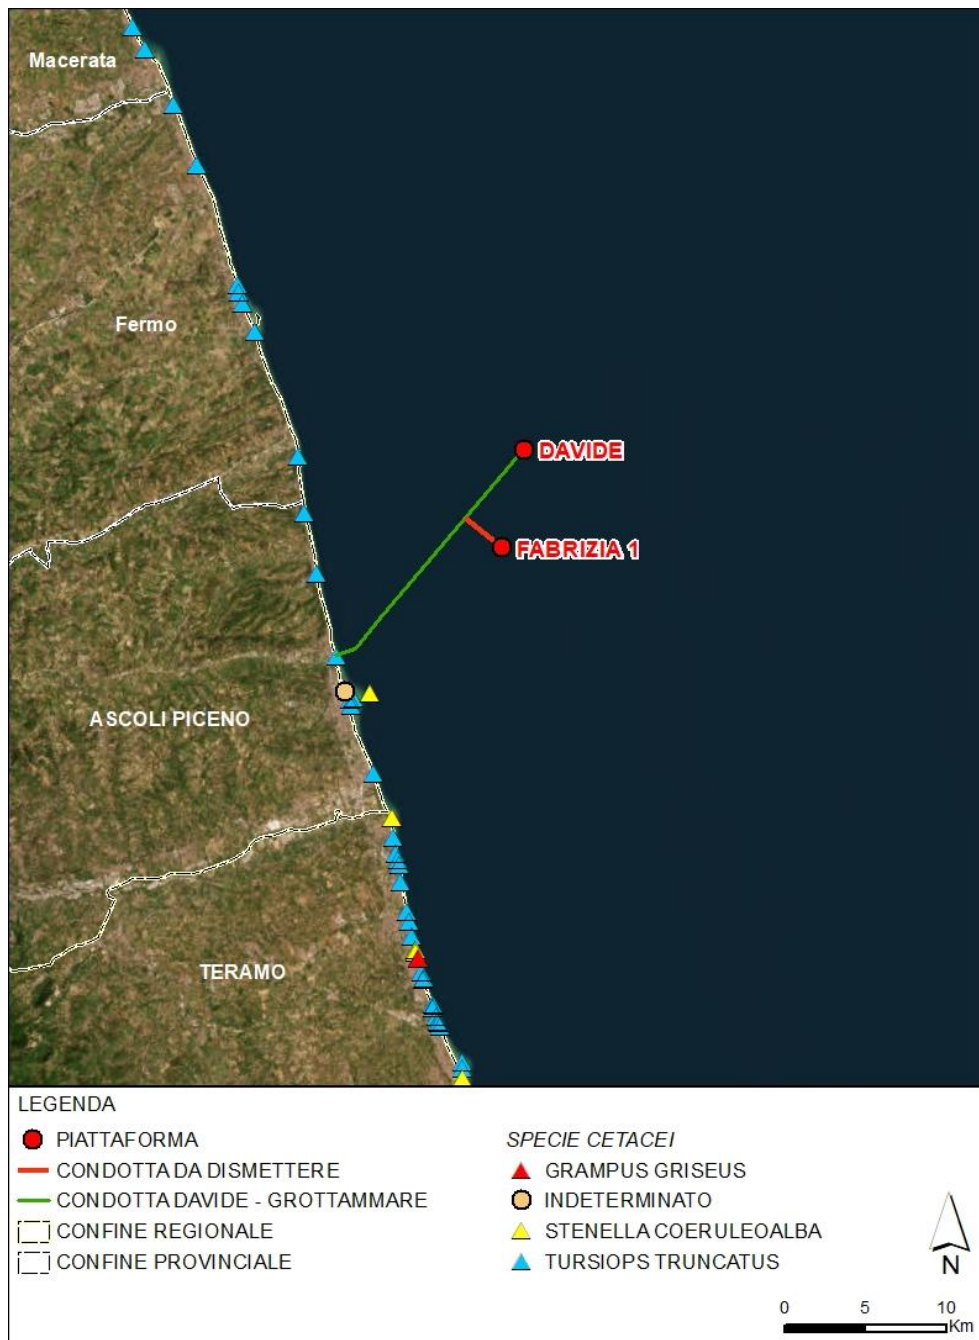 Macerata
Fermo
DAVIDE
FABRIZIA 1
ASCOLI PICENO
TERAMO
LEGENDA
PIATTAFORMA
CONDOTTA DA DISMETTERE
CONDOTTA DAVIDE - GROTTAMMARE
CONFINE REGIONALE
CONFINE PROVINCIALE
SPECIE CETACEI
GRAMPUS GRISEUS
INDETERMINATO
STENELLA COERULEOALBA
TURSIOPS TRUNCATUS
N
0 5 10
Km